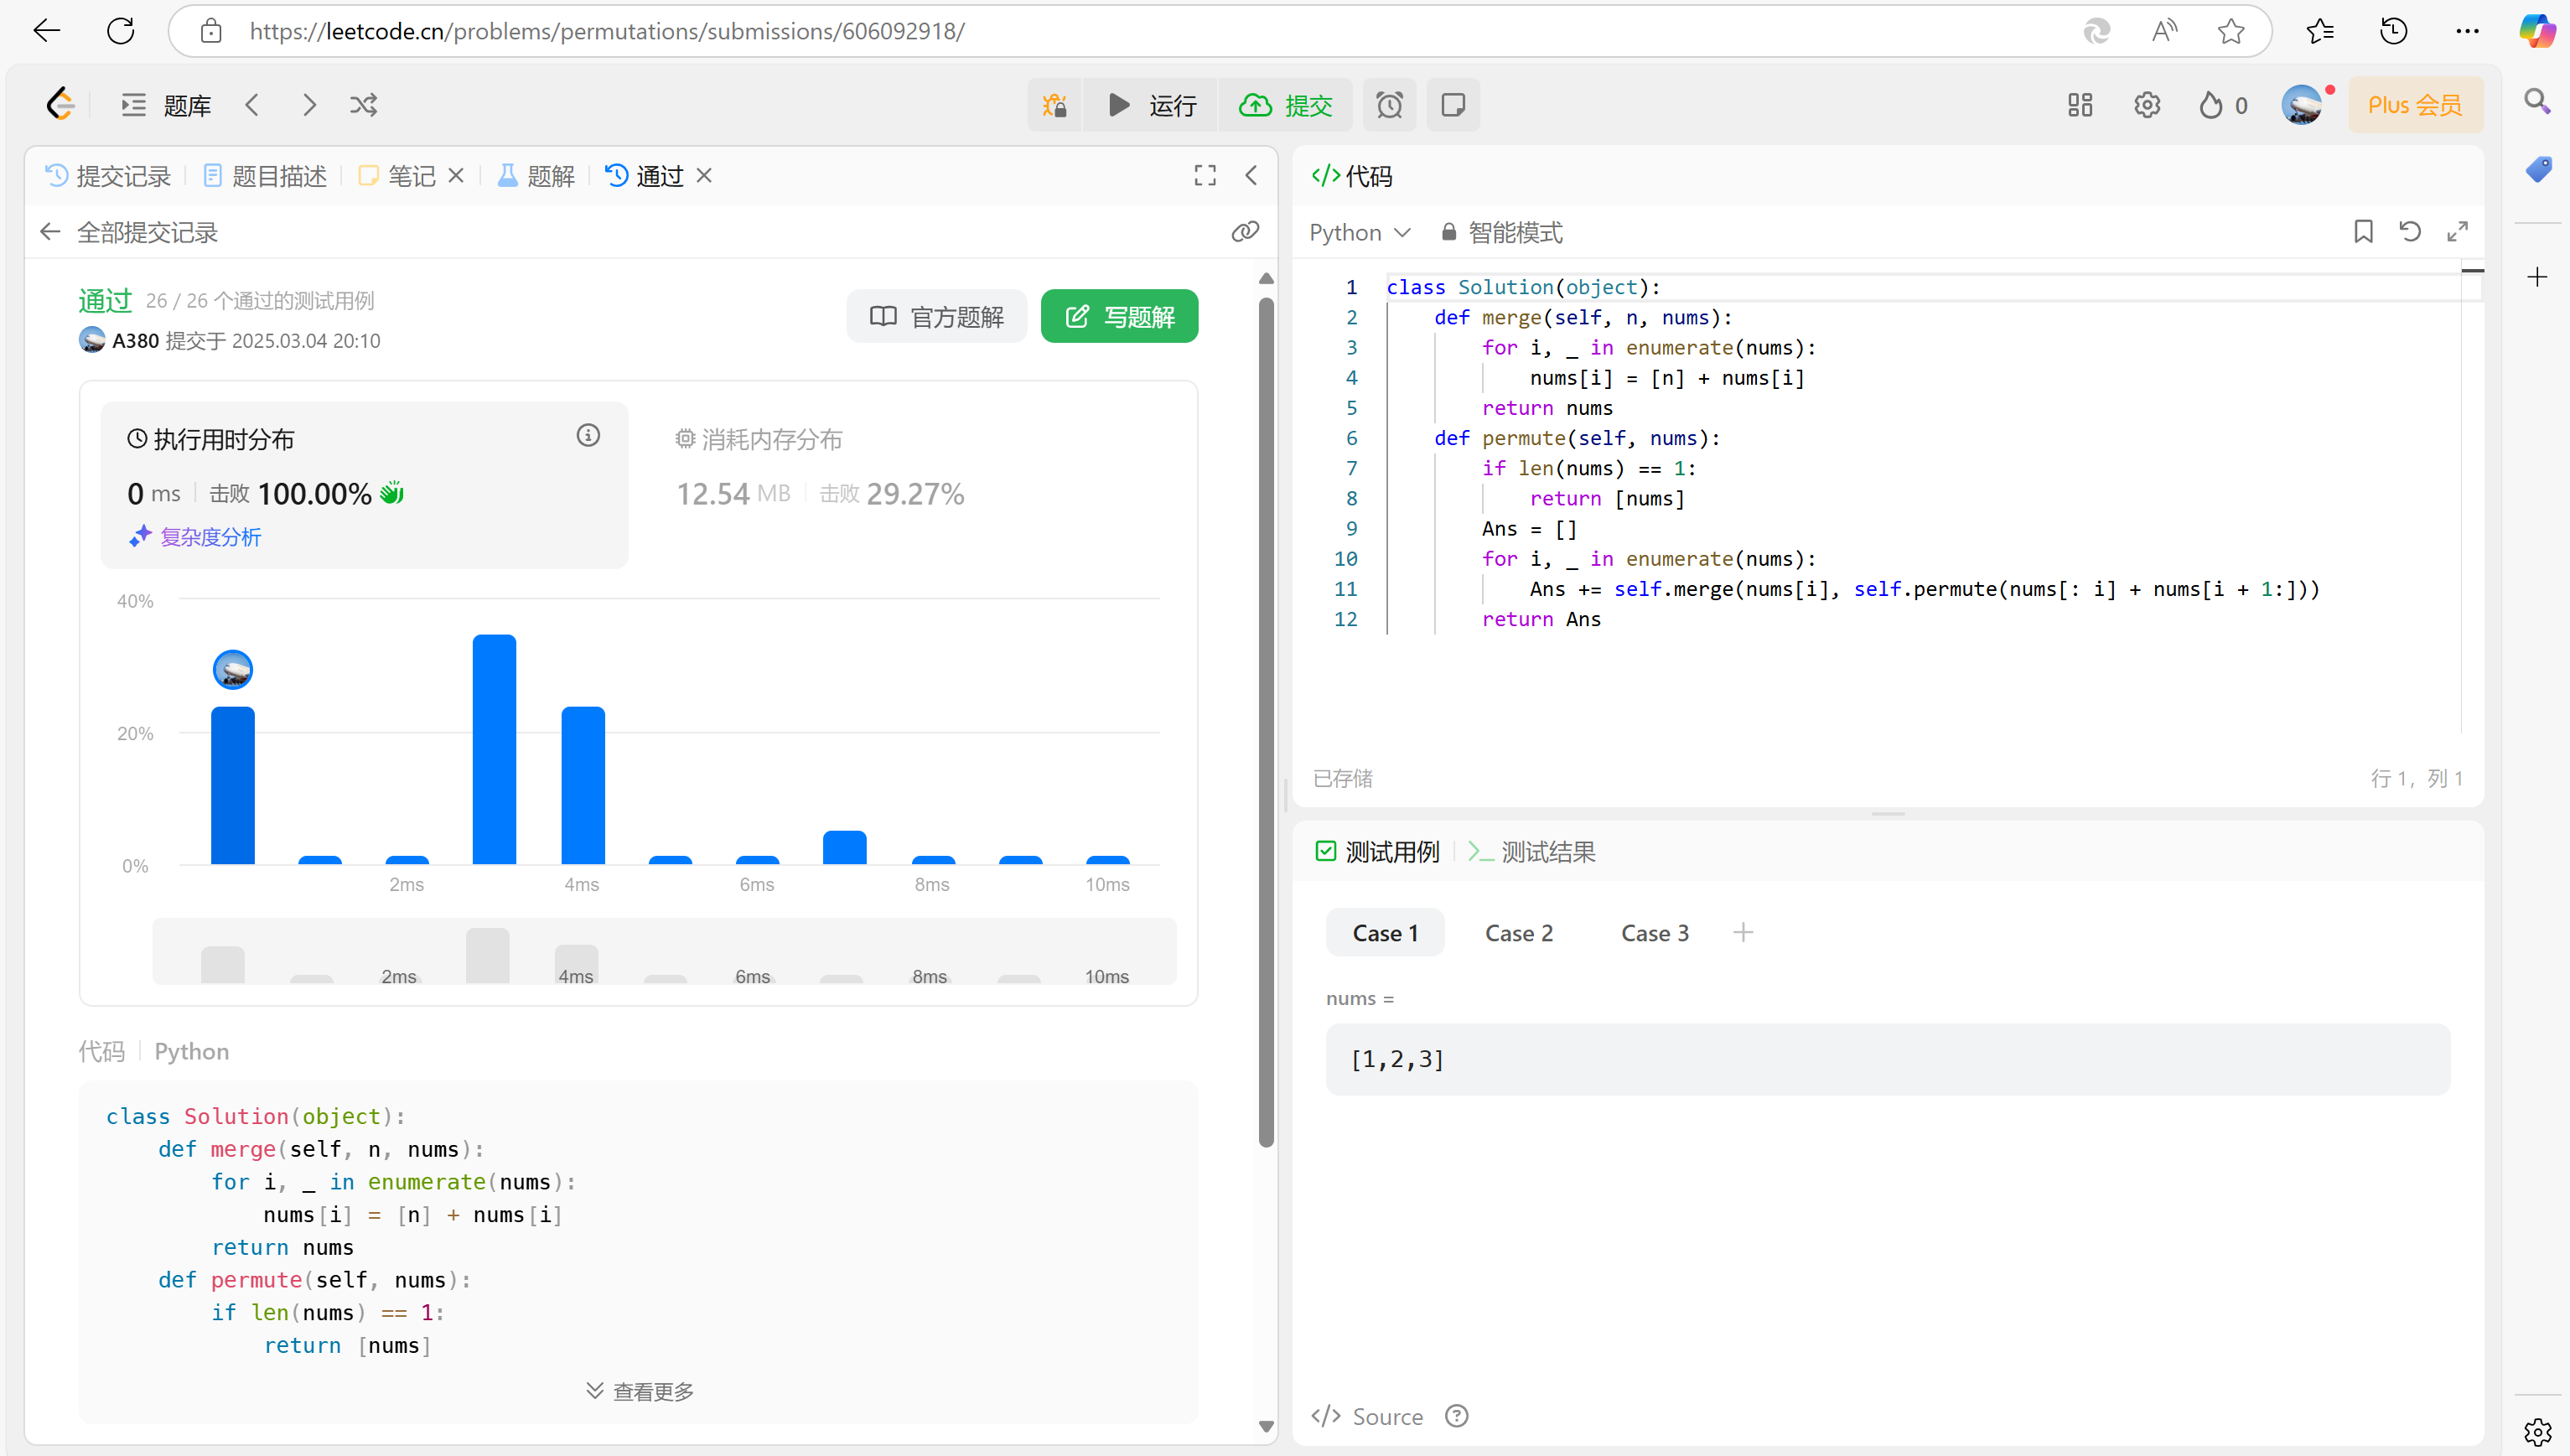 https://leetcode.cn/problems/permutations/submissions/606092918/
题库
运行
提交
0
Plus 会员
提交记录
题目描述
笔记
题解
通过
全部提交记录
通过 26 / 26 个通过的测试用例
A380 提交于 2025.03.04 20:10
官方题解
写题解
执行用时分布
0 ms 击败 100.00%
复杂度分析
消耗内存分布
12.54 MB 击败 29.27%
40%
20%
0%
2ms 4ms 6ms 8ms 10ms
2ms 4ms 6ms 8ms 10ms
代码 Python
class Solution(object):
    def merge(self, n, nums):
        for i, _ in enumerate(nums):
            nums[i] = [n] + nums[i]
        return nums
    def permute(self, nums):
        if len(nums) == 1:
            return [nums]
查看更多
</>代码
Python 智能模式
1 class Solution(object):
2     def merge(self, n, nums):
3         for i, _ in enumerate(nums):
4             nums[i] = [n] + nums[i]
5         return nums
6     def permute(self, nums):
7         if len(nums) == 1:
8             return [nums]
9         Ans = []
10         for i, _ in enumerate(nums):
11             Ans += self.merge(nums[i], self.permute(nums[: i] + nums[i + 1:]))
12         return Ans
已存储
行 1, 列 1
测试用例
测试结果
Case 1 Case 2 Case 3
nums =
[1,2,3]
</> Source